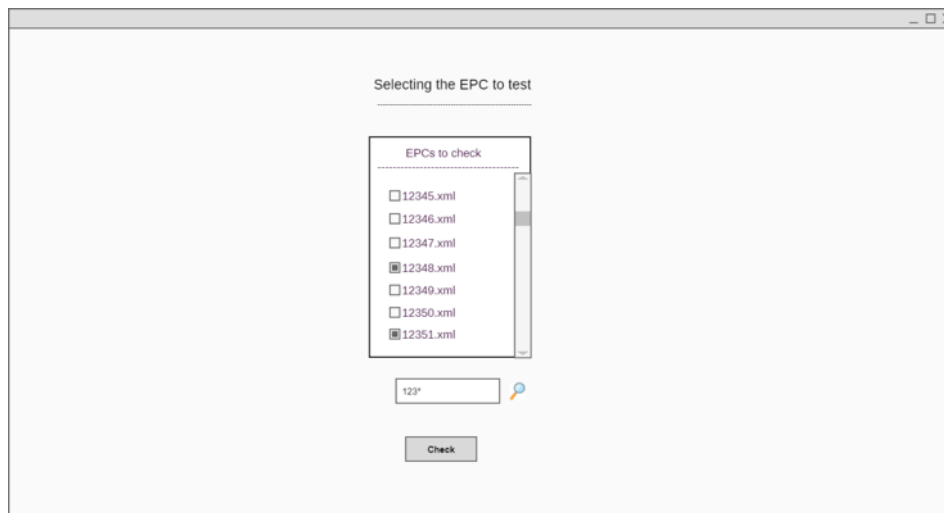 Selecting the EPC to test
EPCs to check
12345.xml
12346.xml
12347.xml
12348.xml
12349.xml
12350.xml
12351.xml
123*
Check